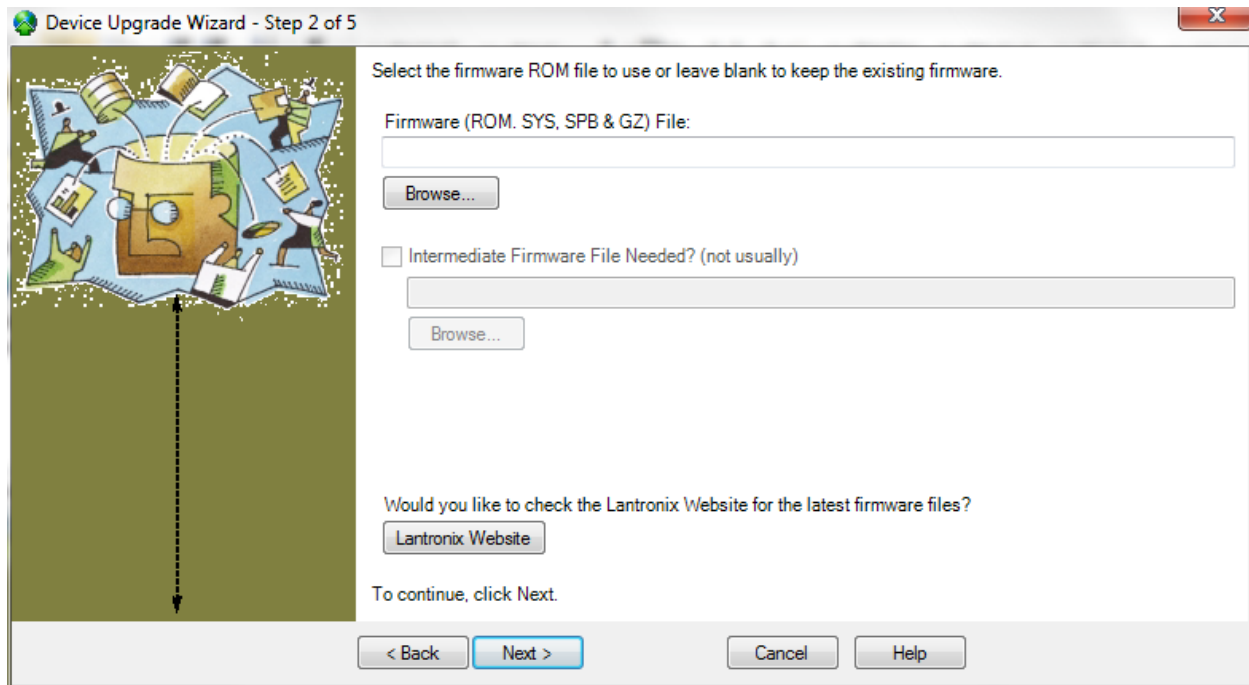 Device Upgrade Wizard - Step 2 of 5
X
Select the firmware ROM file to use or leave blank to keep the existing firmware.
Firmware (ROM. SYS, SPB & GZ) File:
Browse...
Intermediate Firmware File Needed? (not usually)
Browse...
Would you like to check the Lantronix Website for the latest firmware files?
Lantronix Website
To continue, click Next.
< Back Next > Cancel Help